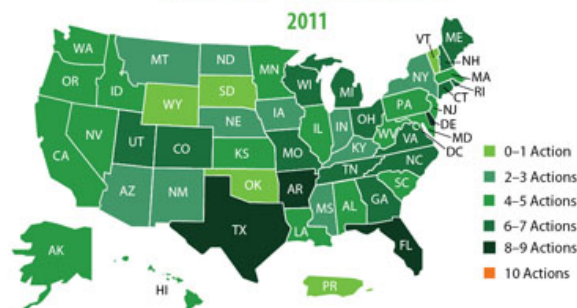 2011
WA
OR
CA
NV
ID
MT
WY
UT
AZ
CO
NM
ND
SD
NE
KS
OK
TX
MN
IA
MO
AR
LA
WI
IL
MI
IN
OH
KY
TN
MS
AL
GA
FL
SC
NC
VA
WV
PA
NY
VT
ME
NH
MA
RI
CT
NJ
DE
MD
DC
AK
HI
PR
0–1 Action
2–3 Actions
4–5 Actions
6–7 Actions
8–9 Actions
10 Actions